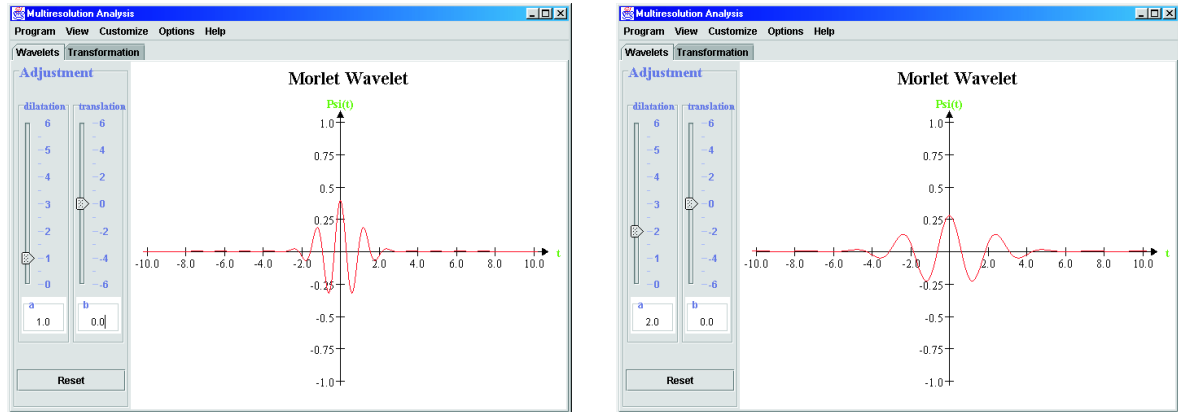 Multiresolution Analysis
Program View Customize Options Help
Wavelets Transformation
Adjustment
dilatation translation
Morlet Wavelet
Psi(t)
6 6
5 4
4 2
3 0
2 -2
1 -4
0 -6
1.0
0.75
0.5
0.25
-10.0 -8.0 -6.0 -4.0 -2.0 2.0 4.0 6.0 8.0 10.0 t
-0.25
-0.5
-0.75
-1.0
a b
1.0 0.0
Reset
Multiresolution Analysis
Program View Customize Options Help
Wavelets Transformation
Adjustment
dilatation translation
Morlet Wavelet
Psi(t)
6 6
5 4
4 2
3 0
2 -2
1 -4
0 -6
1.0
0.75
0.5
0.25
-10.0 -8.0 -6.0 -4.0 -2.0 2.0 4.0 6.0 8.0 10.0 t
-0.25
-0.5
-0.75
-1.0
a b
2.0 0.0
Reset